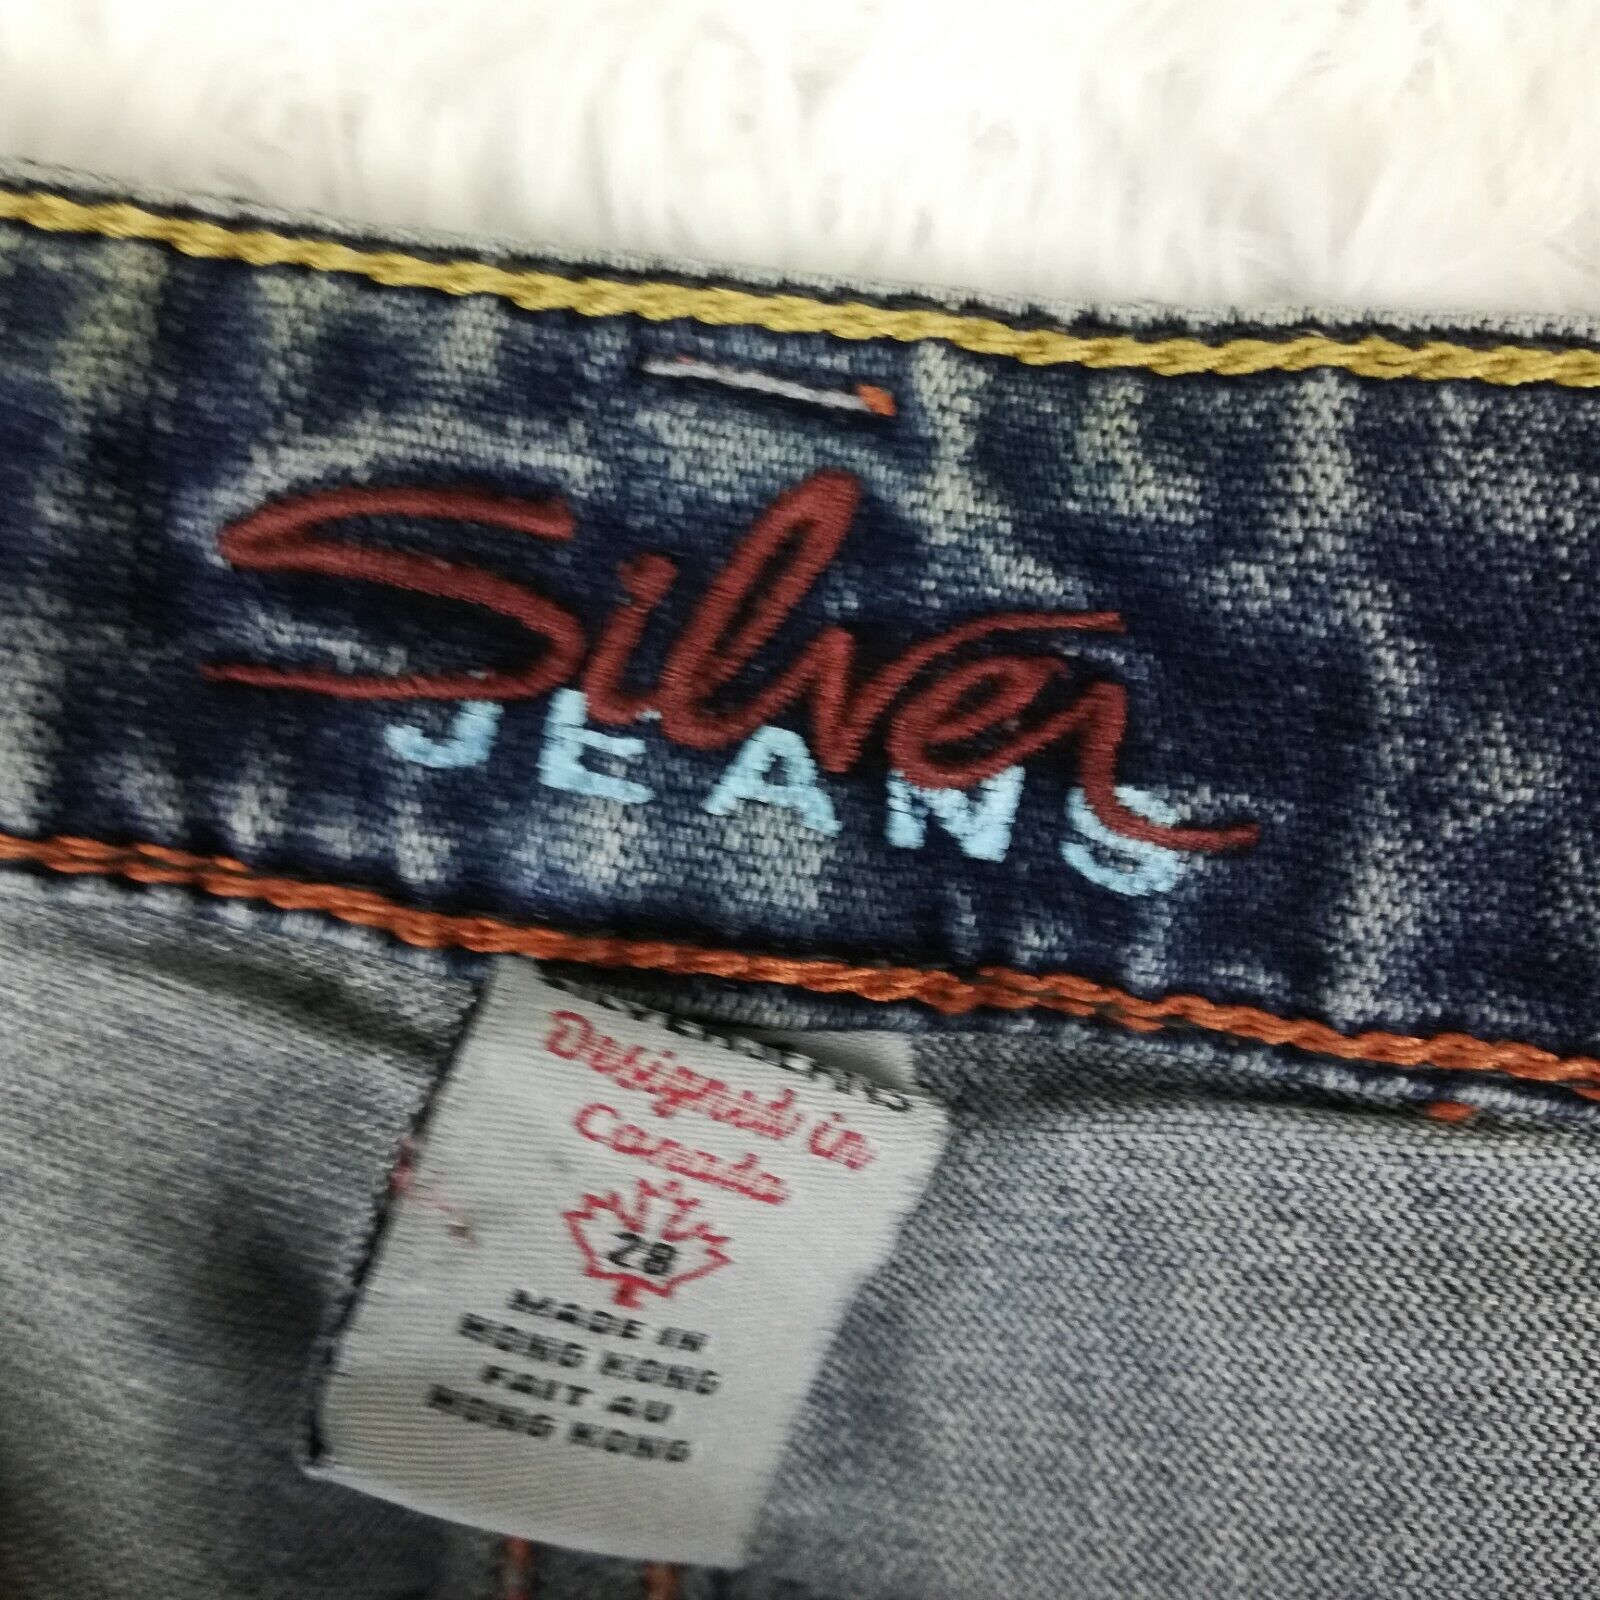 Silver
JEANS
Designed in
Canada
28
MADE IN
HONG KONG
FAIT AU
HONG KONG